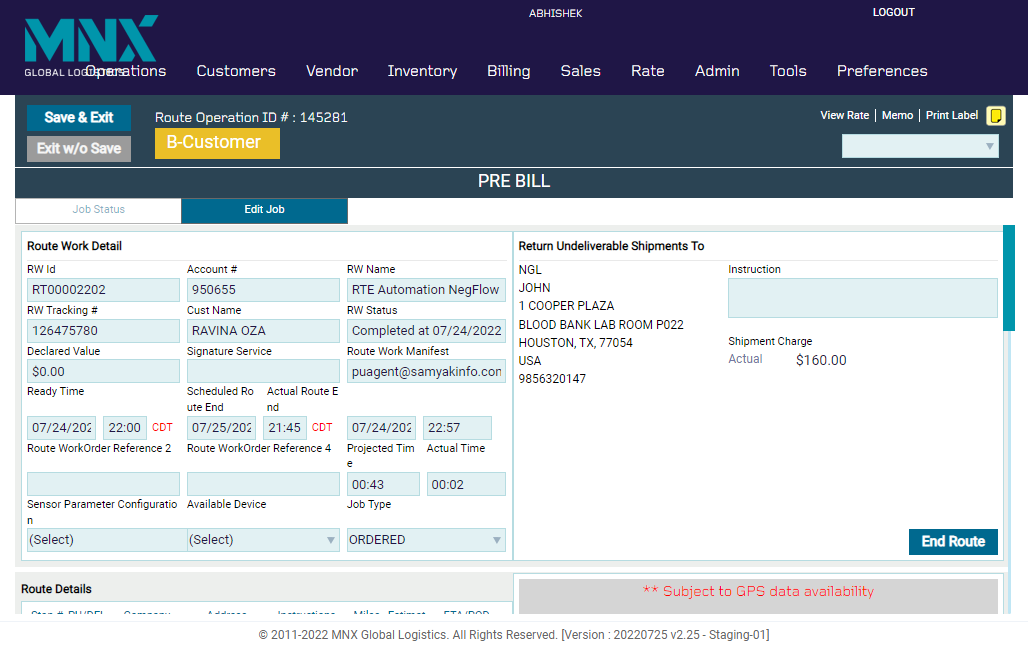 MNX
GLOBAL LOGISTICS
ABHISHEK
LOGOUT
Operations Customers Vendor Inventory Billing Sales Rate Admin Tools Preferences
Save & Exit
Exit w/o Save
Route Operation ID # : 145281
B-Customer
View Rate | Memo | Print Label
PRE BILL
Job Status Edit Job
Route Work Detail
RW Id Account # RW Name
RT00002202 950655 RTE Automation NegFlow
RW Tracking # Cust Name RW Status
126475780 RAVINA OZA Completed at 07/24/2022
Declared Value Signature Service Route Work Manifest
$0.00 puagent@samyakinfo.con
Ready Time Scheduled Ro Actual Route E
ute End nd
07/24/202 22:00 CDT 07/25/202 21:45 CDT 07/24/202 22:57
Route WorkOrder Reference 2 Route WorkOrder Reference 4 Projected Tim Actual Time
e
00:43 00:02
Sensor Parameter Configuratio Available Device Job Type
n
(Select) (Select) ORDERED
Return Undeliverable Shipments To
NGL
JOHN
1 COOPER PLAZA
BLOOD BANK LAB ROOM P022
HOUSTON, TX, 77054
USA
9856320147
Instruction
Shipment Charge
Actual $160.00
End Route
Route Details
Stop # PU/DEL Company Address Instructions Miles Estimat ETA/POD
** Subject to GPS data availability
© 2011-2022 MNX Global Logistics. All Rights Reserved. [Version : 20220725 v2.25 - Staging-01]